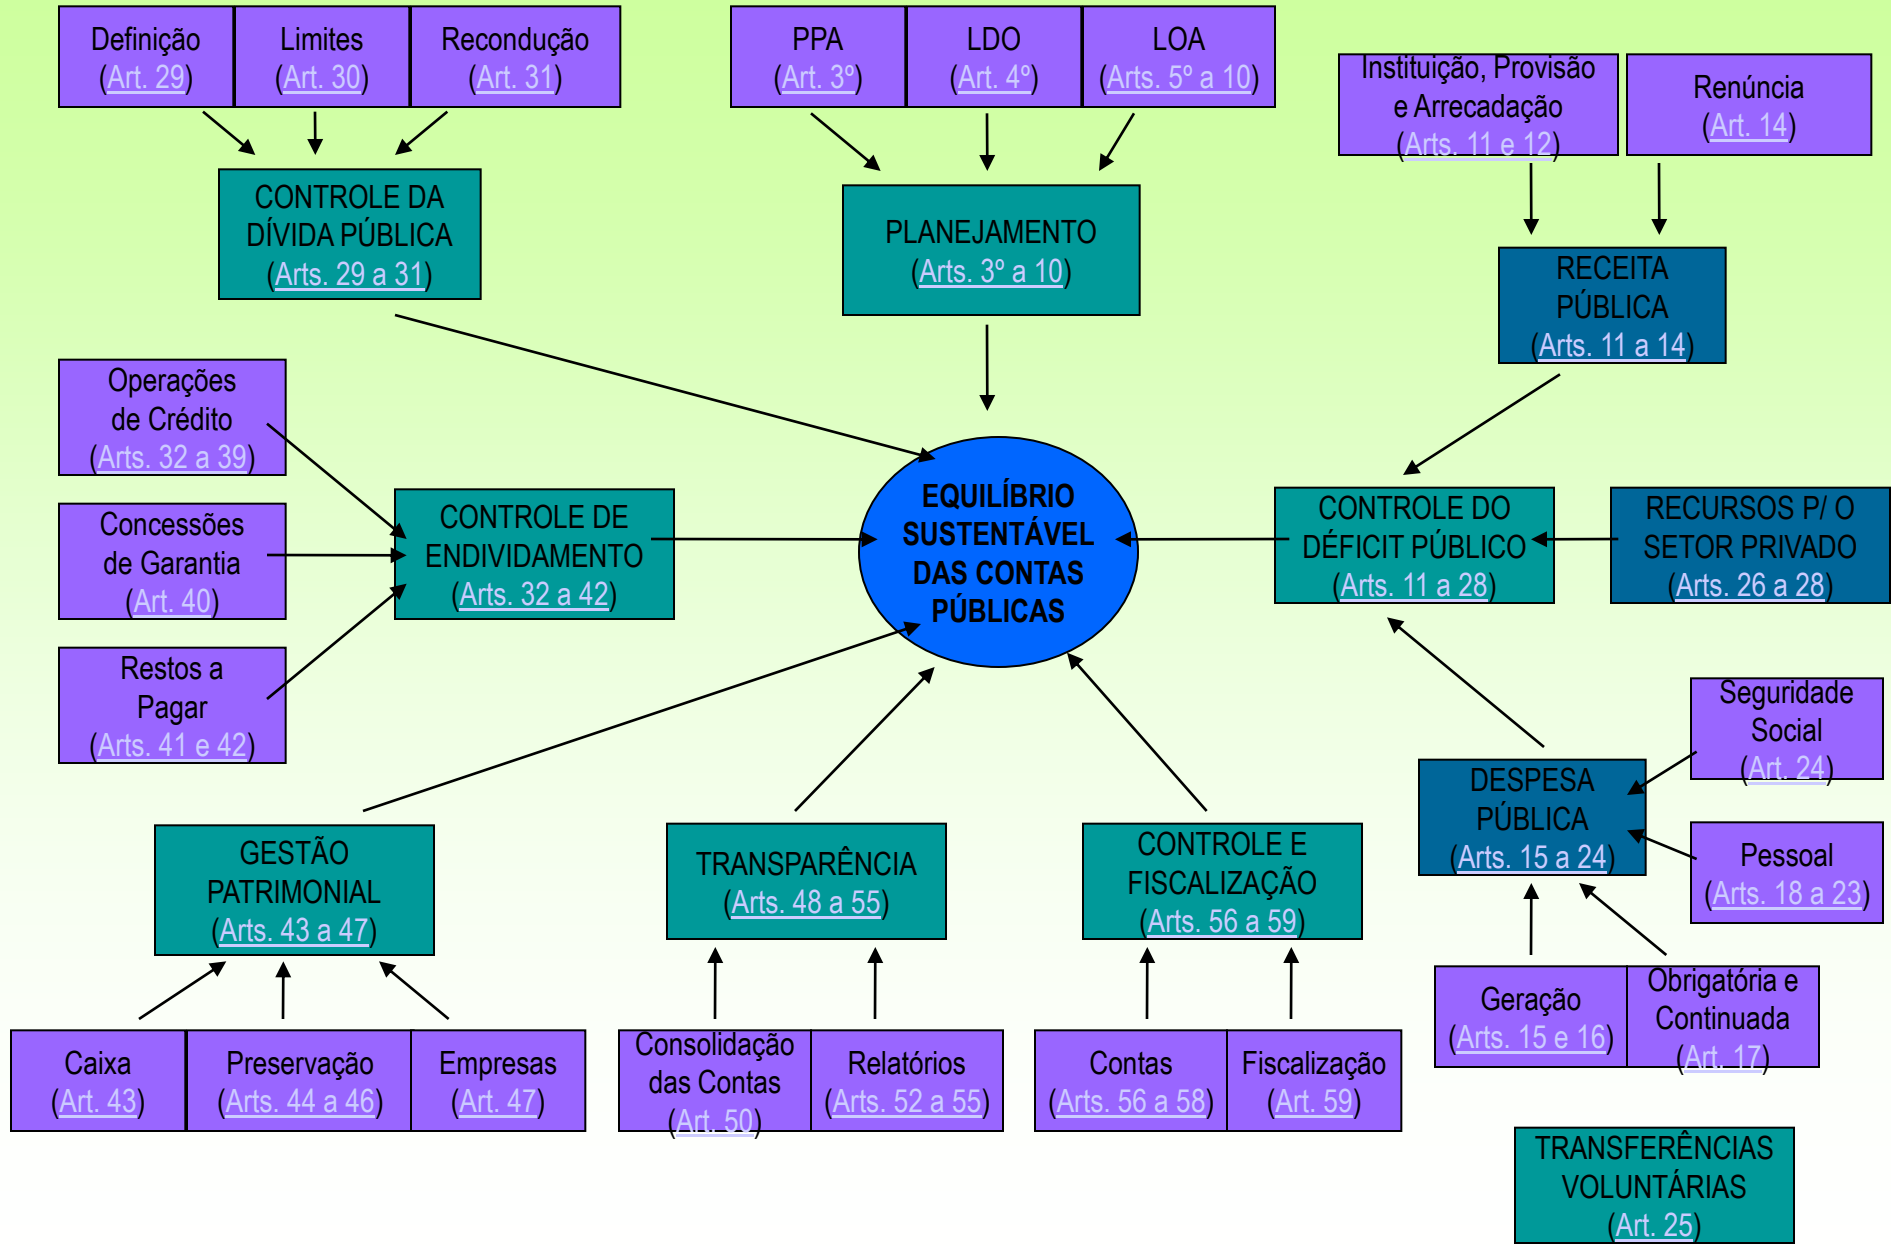 Definição
(Art. 29)
Limites
(Art. 30)
Recondução
(Art. 31)
PPA
(Art. 3º)
LDO
(Art. 4º)
LOA
(Arts. 5º a 10)
Instituição, Provisão
e Arrecadação
(Arts. 11 e 12)
Renúncia
(Art. 14)
CONTROLE DA
DÍVIDA PÚBLICA
(Arts. 29 a 31)
PLANEJAMENTO
(Arts. 3º a 10)
RECEITA
PÚBLICA
(Arts. 11 a 14)
Operações
de Crédito
(Arts. 32 a 39)
Concessões
de Garantia
(Art. 40)
Restos a
Pagar
(Arts. 41 e 42)
CONTROLE DE
ENDIVIDAMENTO
(Arts. 32 a 42)
EQUILÍBRIO
SUSTENTÁVEL
DAS CONTAS
PÚBLICAS
CONTROLE DO
DÉFICIT PÚBLICO
(Arts. 11 a 28)
RECURSOS P/ O
SETOR PRIVADO
(Arts. 26 a 28)
Seguridade
Social
(Art. 24)
DESPESA
PÚBLICA
(Arts. 15 a 24)
Pessoal
(Arts. 18 a 23)
GESTÃO
PATRIMONIAL
(Arts. 43 a 47)
TRANSPARÊNCIA
(Arts. 48 a 55)
CONTROLE E
FISCALIZAÇÃO
(Arts. 56 a 59)
Geração
(Arts. 15 e 16)
Obrigatória e
Continuada
(Art. 17)
Caixa
(Art. 43)
Preservação
(Arts. 44 a 46)
Empresas
(Art. 47)
Consolidação
das Contas
(Art. 50)
Relatórios
(Arts. 52 a 55)
Contas
(Arts. 56 a 58)
Fiscalização
(Art. 59)
TRANSFERÊNCIAS
VOLUNTÁRIAS
(Art. 25)